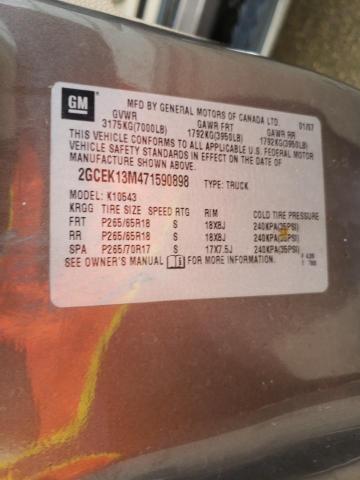 GM
MFD BY GENERAL MOTORS OF CANADA LTD. 01/07
GVWR GAWR FRT GAWR RR
3175KG(7000LB) 1792KG(3950LB) 1792KG(3950LB)
THIS VEHICLE CONFORMS TO ALL APPLICABLE U.S. FEDERAL MOTOR
VEHICLE SAFETY STANDARDS IN EFFECT ON THE DATE OF
MANUFACTURE SHOWN ABOVE.
2GCEK13M471590898 TYPE: TRUCK
MODEL: K10543
KRGG TIRE SIZE SPEED RTG RIM COLD TIRE PRESSURE
FRT P265/65R18 S 18X8J 240KPA(35PSI)
RR P265/65R18 S 18X8J 240KPA(35PSI)
SPA P265/70R17 S 17X7.5J 240KPA(35PSI)
SEE OWNER'S MANUAL FOR MORE INFORMATION.